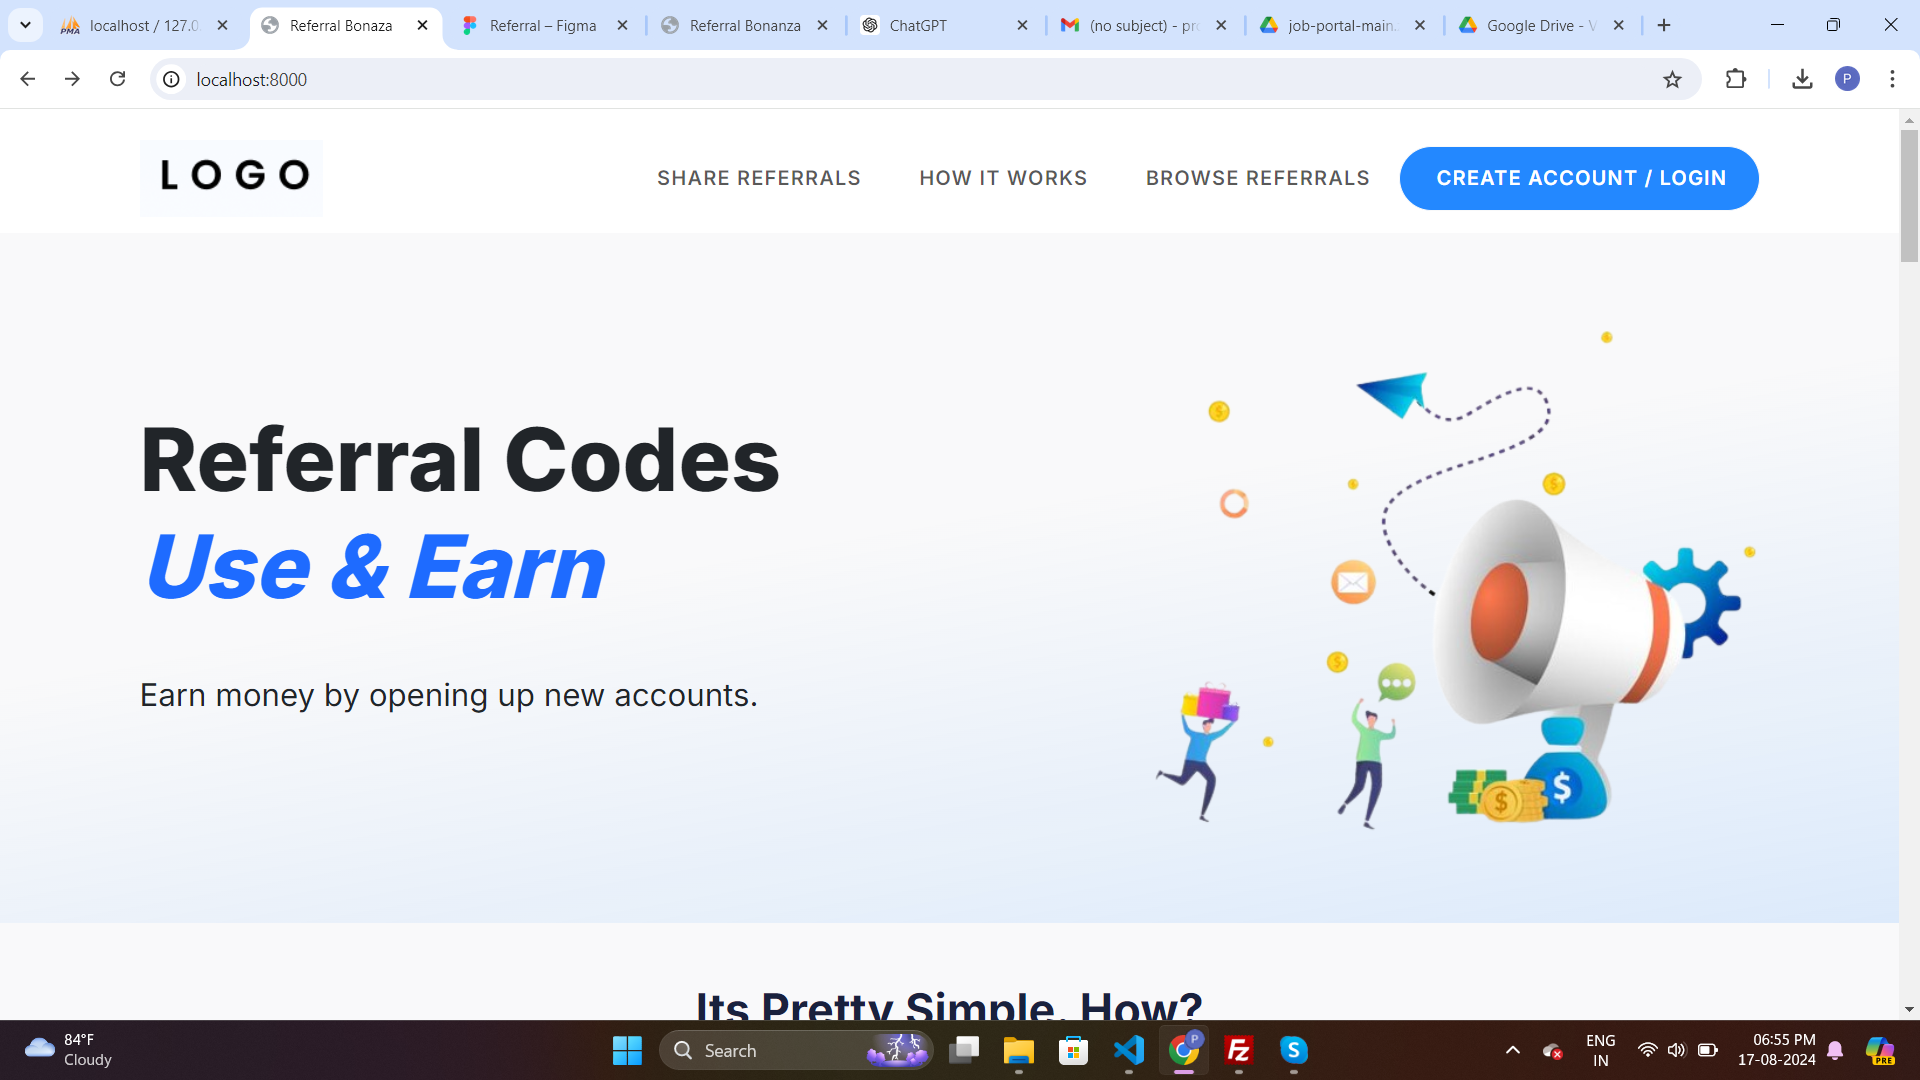 localhost / 127.0.
Referral Bonaza
Referral – Figma
Referral Bonanza
ChatGPT
(no subject) - pro
job-portal-main.
Google Drive - V
localhost:8000
P
LOGO
SHARE REFERRALS
HOW IT WORKS
BROWSE REFERRALS
CREATE ACCOUNT / LOGIN
Referral Codes
Use & Earn
Earn money by opening up new accounts.
Its Pretty Simple. How?
84°F
Cloudy
Search
ENG
IN
06:55 PM
17-08-2024
PRE